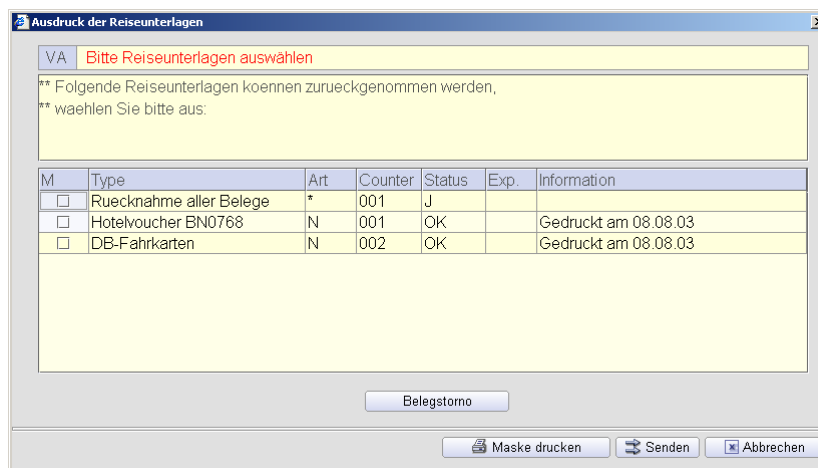 Ausdruck der Reiseunterlagen
VA Bitte Reiseunterlagen auswählen
** Folgende Reiseunterlagen koennen zurueckgenommen werden,
** waehlen Sie bitte aus:
M Type Art Counter Status Exp. Information
Ruecknahme aller Belege * 001 J
Hotelvoucher BN0768 N 001 OK Gedruckt am 08.08.03
DB-Fahrkarten N 002 OK Gedruckt am 08.08.03
Belegstorno
Maske drucken Senden Abbrechen